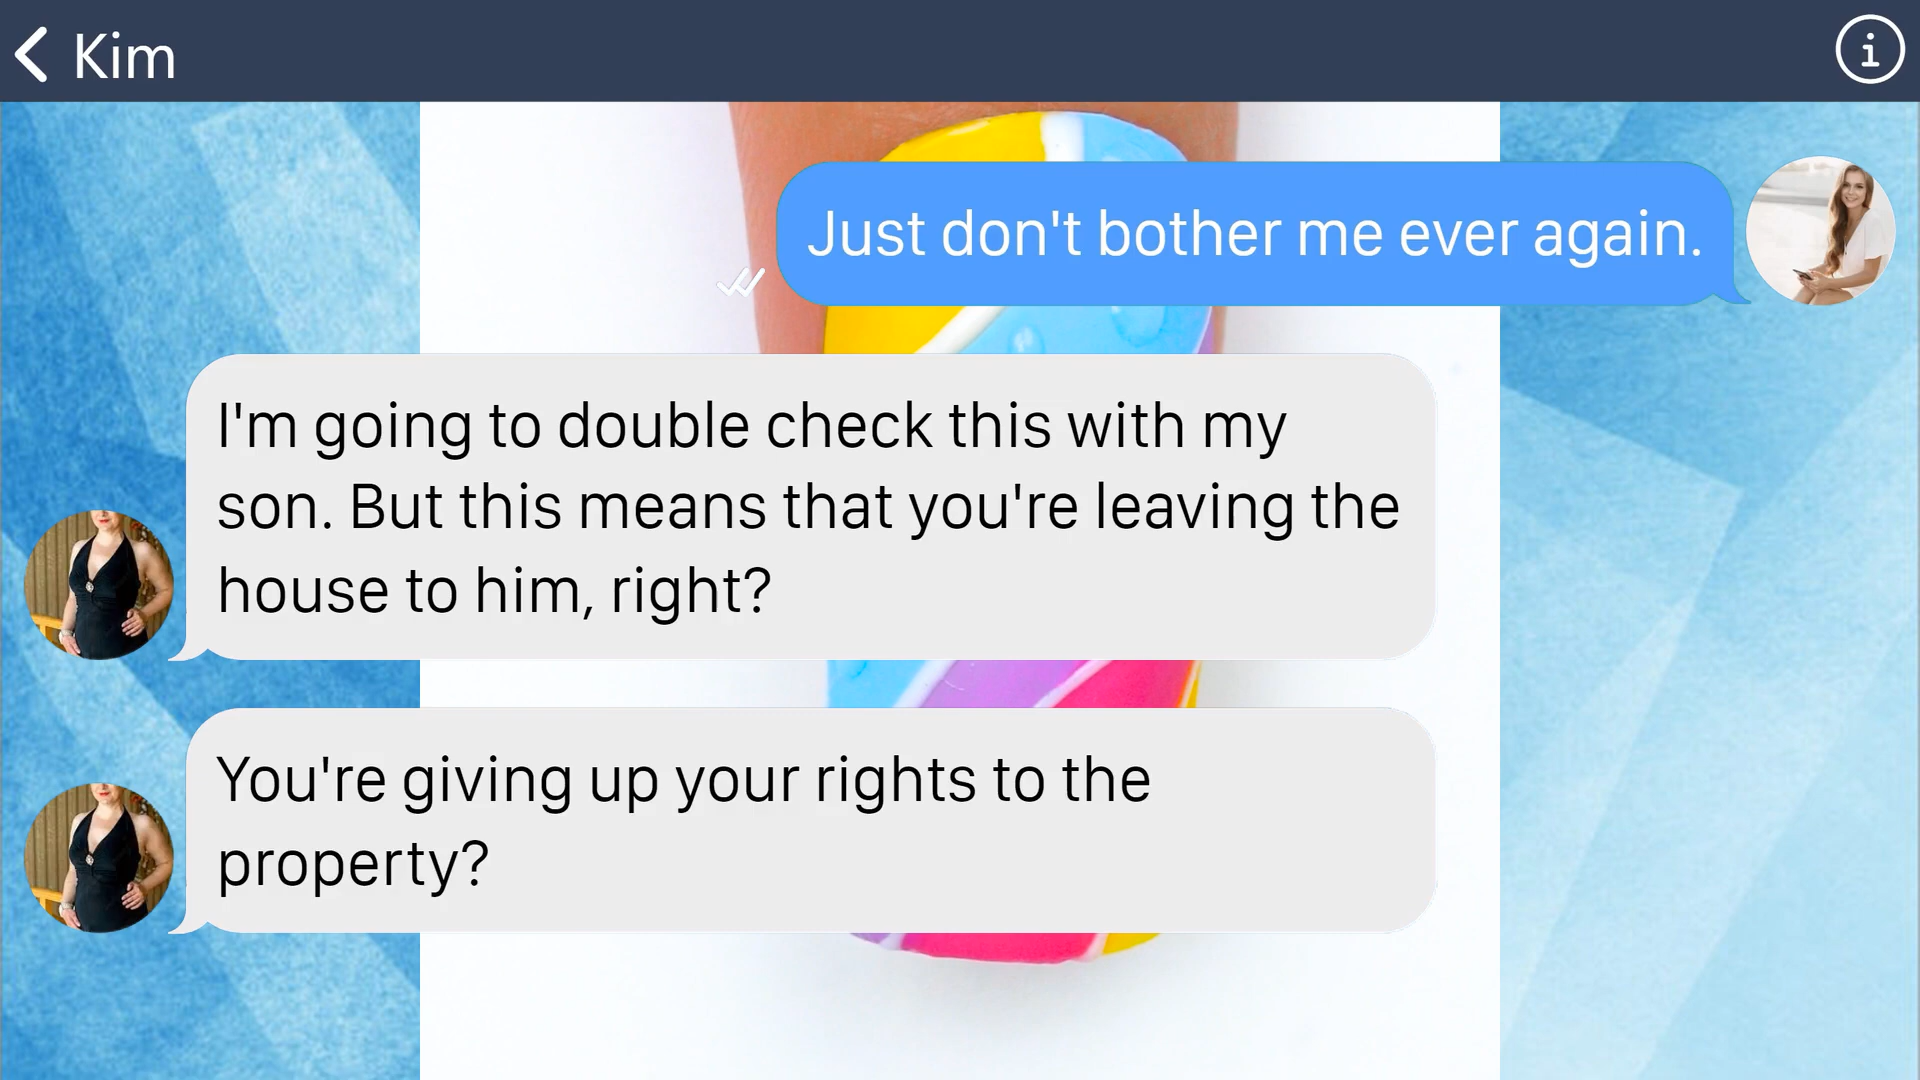 Kim
i
Just don't bother me ever again.
I'm going to double check this with my
son. But this means that you're leaving the
house to him, right?
You're giving up your rights to the
property?